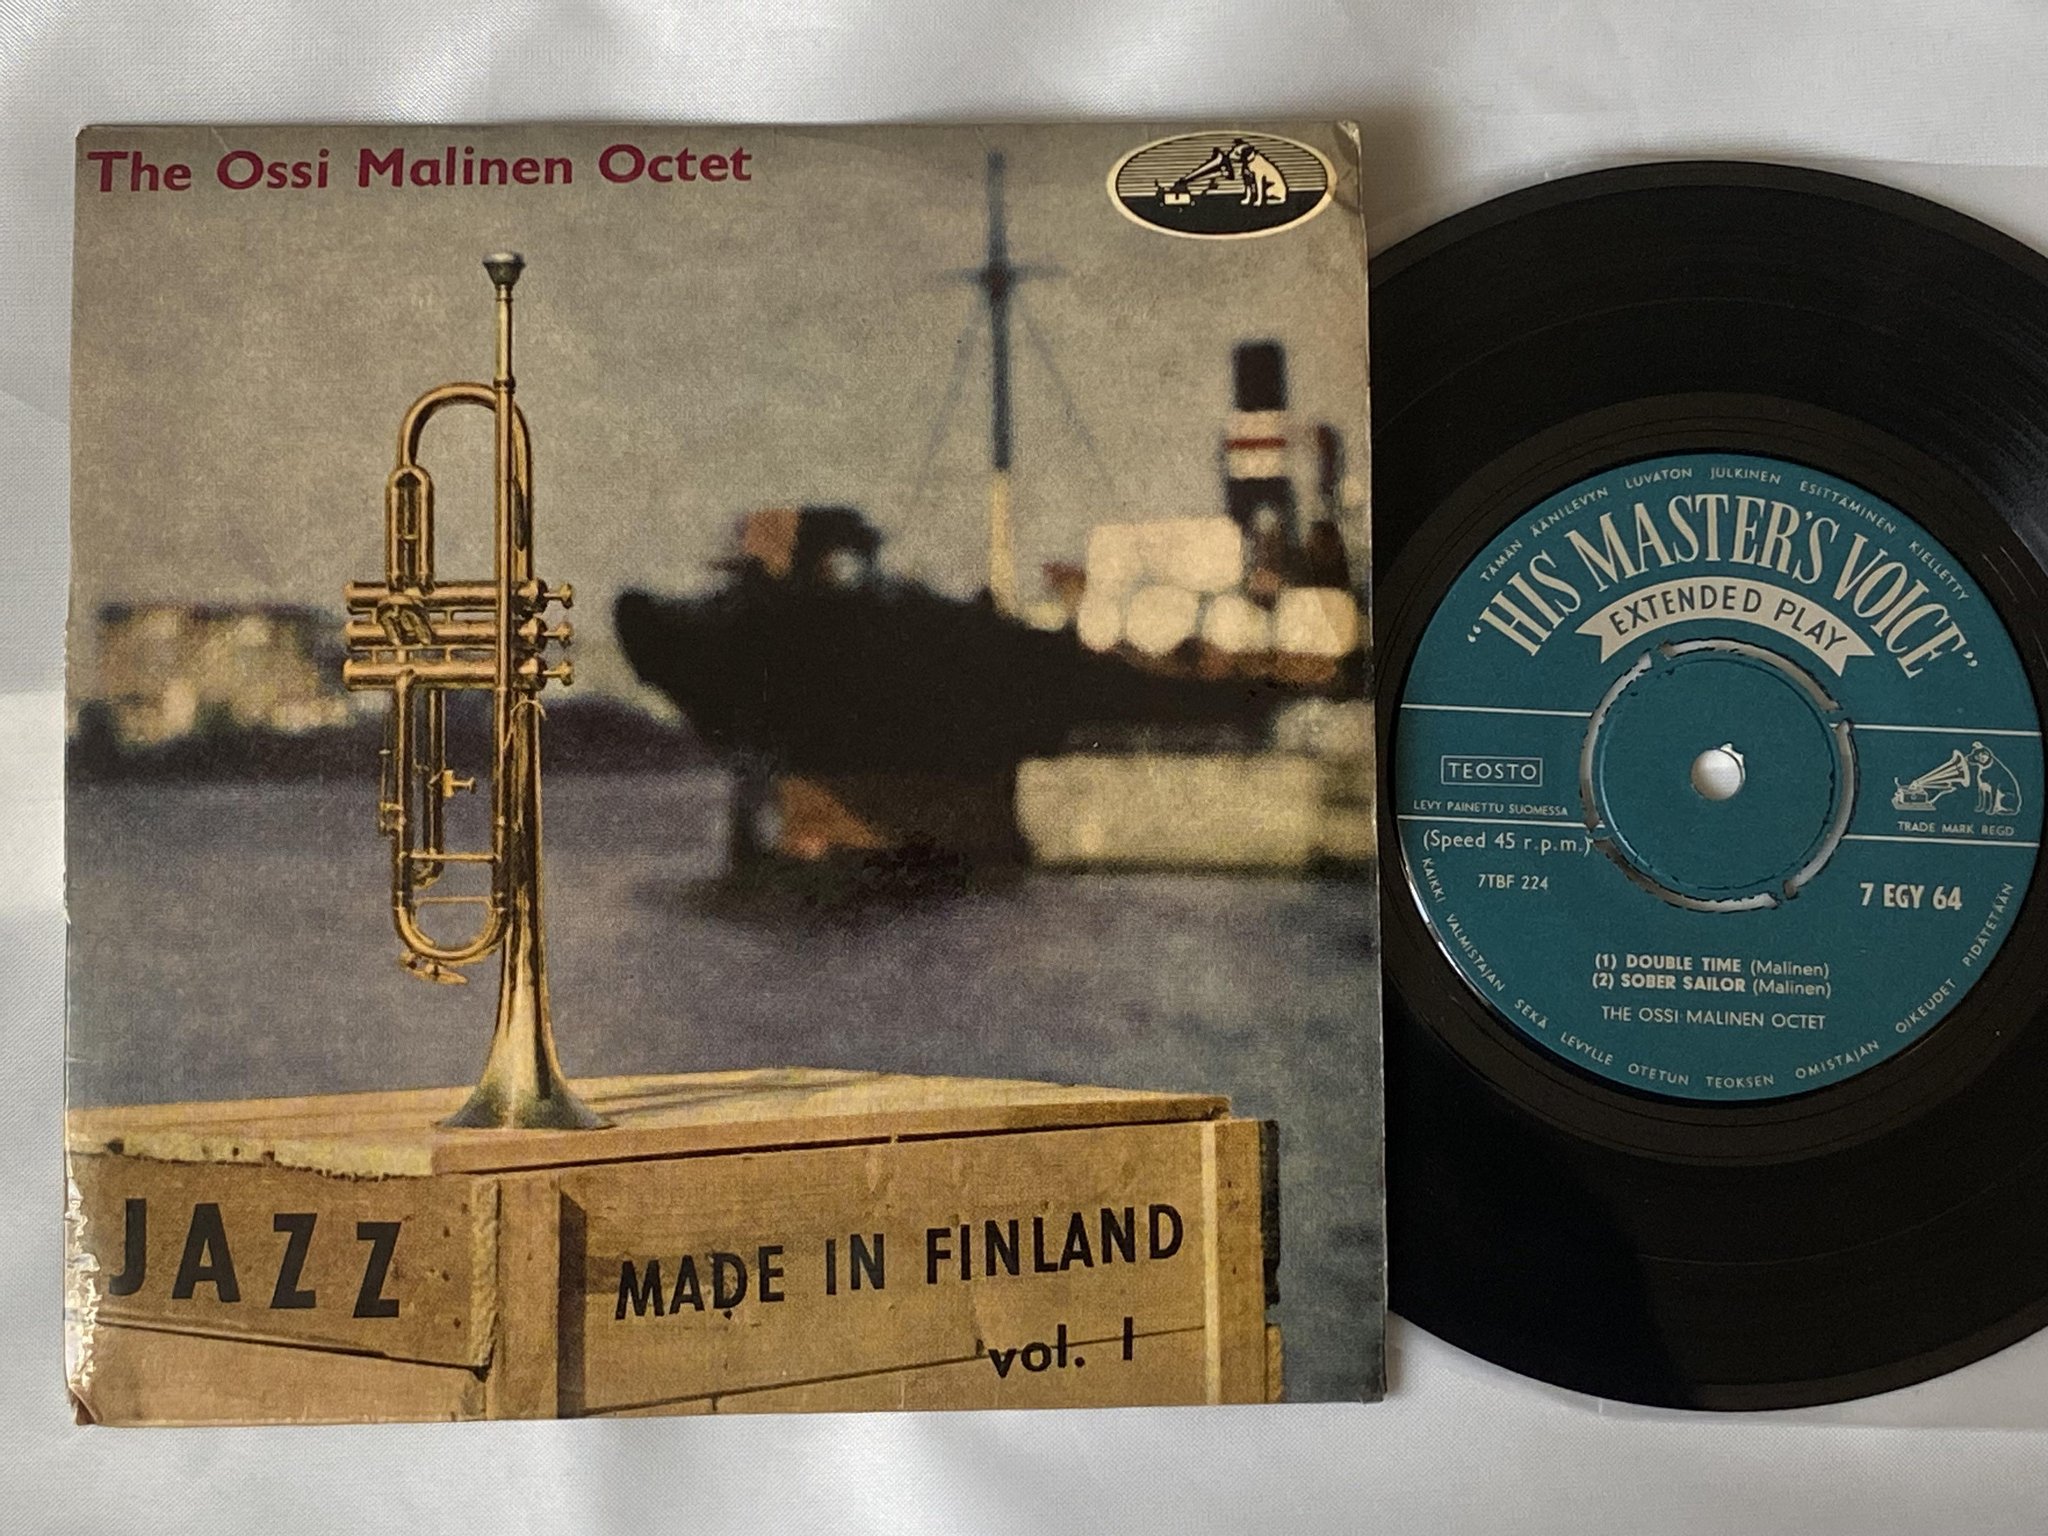 The Ossi Malinen Octet
JAZZ
MADE IN FINLAND
vol. 1
TÄMÄN ÄÄNILEVYN LUVATON JULKINEN ESITTÄMINEN KIELLETTY
"HIS MASTER'S VOICE"
EXTENDED PLAY
TEOSTO
LEVY PAINETTU SUOMESSA
TRADE MARK REGD
(Speed 45 r.p.m.)
7TBF 224
7 EGY 64
(1) DOUBLE TIME (Malinen)
(2) SOBER SAILOR (Malinen)
THE OSSI MALINEN OCTET
KAIKKI VALMISTAJAN SEKÄ LEVYLLE OTETUN TEOKSEN OMISTAJAN OIKEUDET PIDÄTETÄÄN